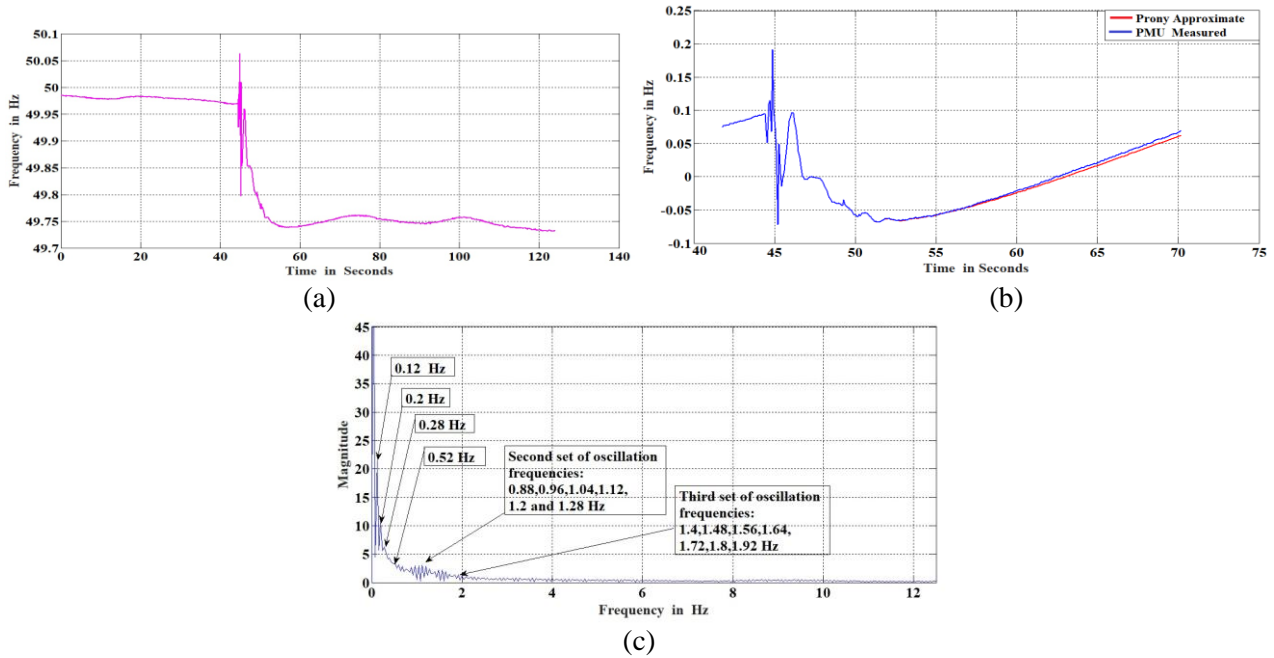 50.1
50.05
50
49.95
49.9
49.85
49.8
49.75
49.7
0 20 40 60 80 100 120 140
Frequency in Hz
Time in Seconds
(a)
0.25
0.2
0.15
0.1
0.05
0
-0.05
-0.1
40 45 50 55 60 65 70 75
Frequency in Hz
Time in Seconds
Prony Approximate
PMU Measured
(b)
45
40
35
30
25
20
15
10
5
0
0 2 4 6 8 10 12
Magnitude
Frequency in Hz
0.12 Hz
0.2 Hz
0.28 Hz
0.52 Hz
Second set of oscillation
frequencies:
0.88,0.96,1.04,1.12,
1.2 and 1.28 Hz
Third set of oscillation
frequencies:
1.4,1.48,1.56,1.64,
1.72,1.8,1.92 Hz
(c)